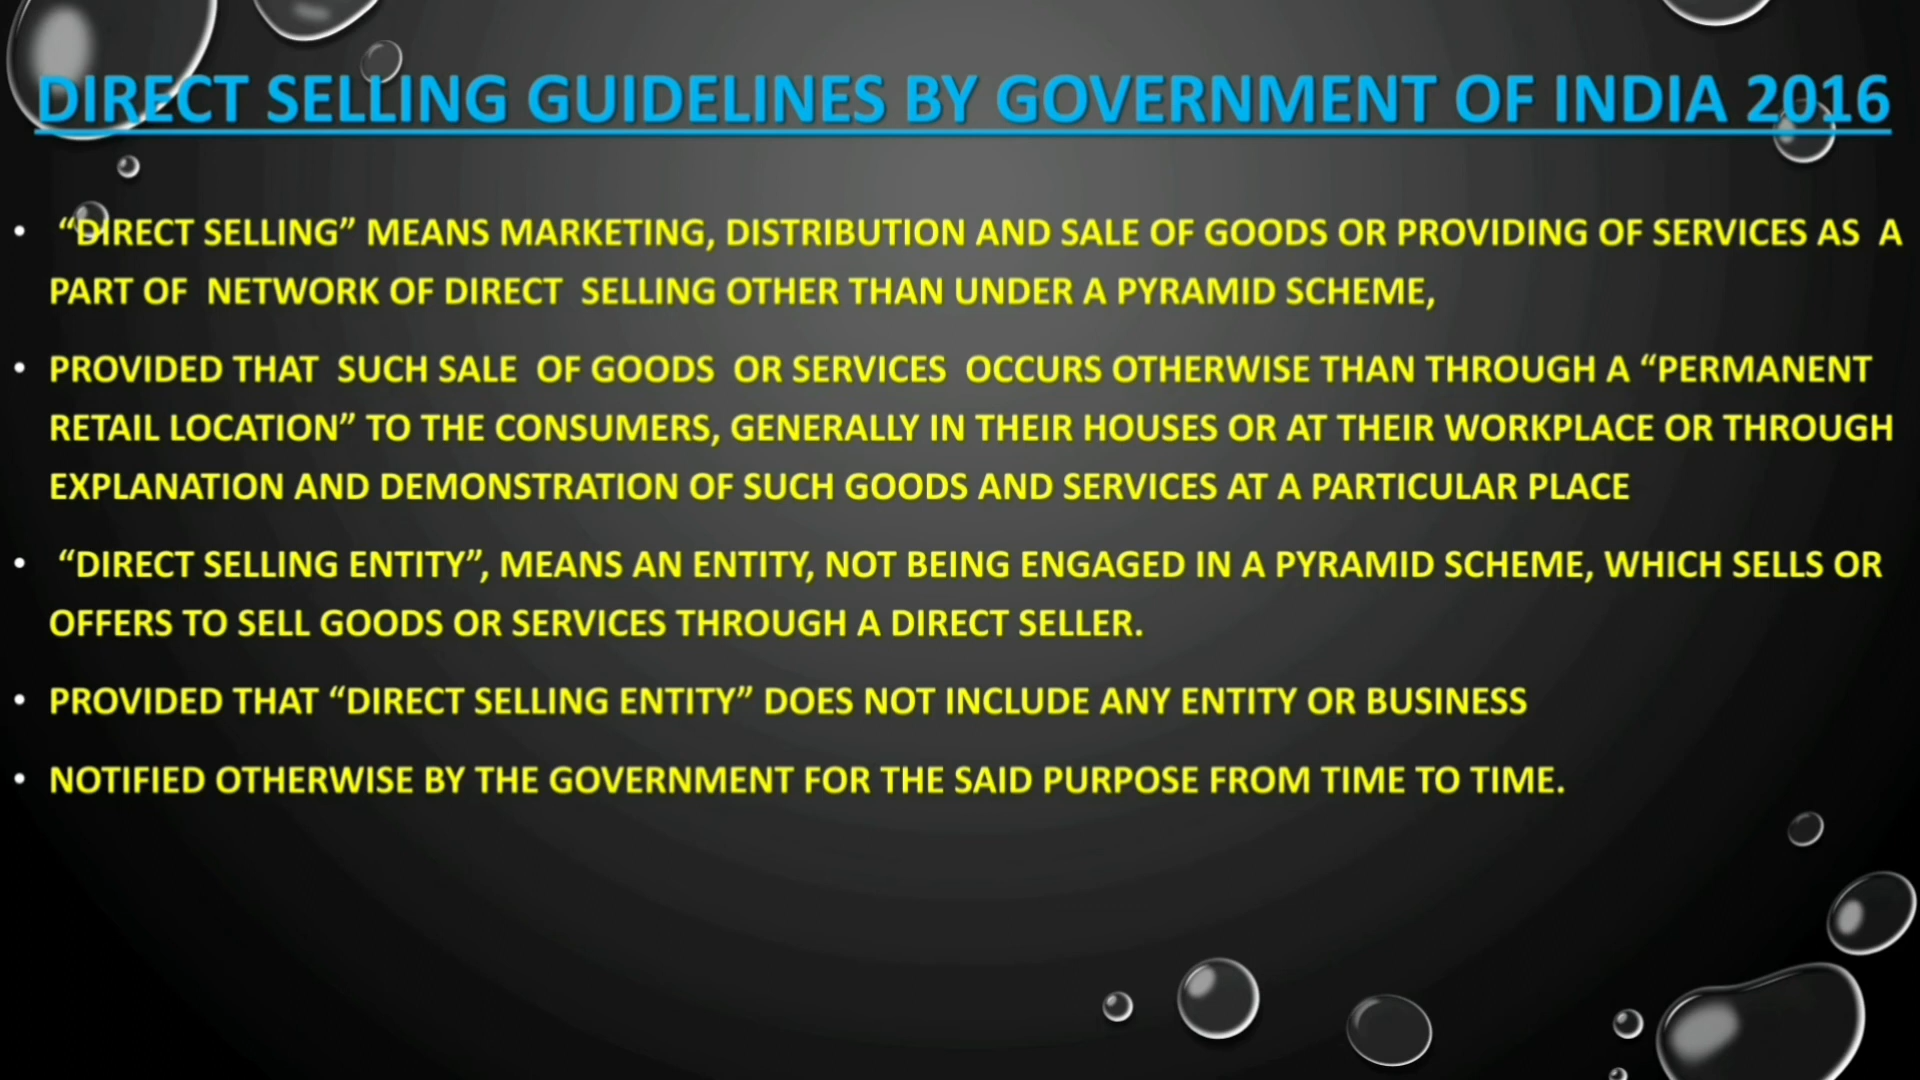 DIRECT SELLING GUIDELINES BY GOVERNMENT OF INDIA 2016
• “DIRECT SELLING” MEANS MARKETING, DISTRIBUTION AND SALE OF GOODS OR PROVIDING OF SERVICES AS A
PART OF NETWORK OF DIRECT SELLING OTHER THAN UNDER A PYRAMID SCHEME,
• PROVIDED THAT SUCH SALE OF GOODS OR SERVICES OCCURS OTHERWISE THAN THROUGH A “PERMANENT
RETAIL LOCATION” TO THE CONSUMERS, GENERALLY IN THEIR HOUSES OR AT THEIR WORKPLACE OR THROUGH
EXPLANATION AND DEMONSTRATION OF SUCH GOODS AND SERVICES AT A PARTICULAR PLACE
• “DIRECT SELLING ENTITY”, MEANS AN ENTITY, NOT BEING ENGAGED IN A PYRAMID SCHEME, WHICH SELLS OR
OFFERS TO SELL GOODS OR SERVICES THROUGH A DIRECT SELLER.
• PROVIDED THAT “DIRECT SELLING ENTITY” DOES NOT INCLUDE ANY ENTITY OR BUSINESS
• NOTIFIED OTHERWISE BY THE GOVERNMENT FOR THE SAID PURPOSE FROM TIME TO TIME.